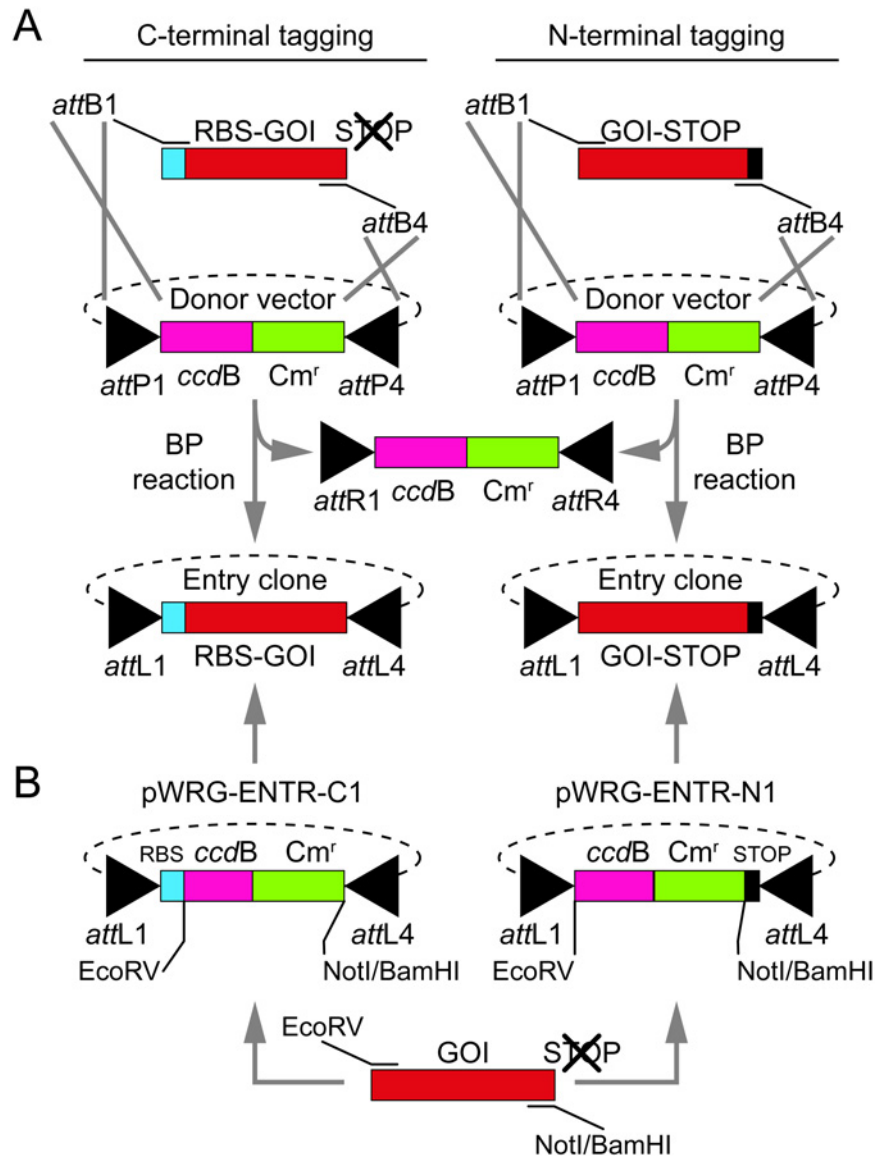 A
C-terminal tagging
N-terminal tagging
attB1
RBS-GOI
STOP
attB4
Donor vector
attP1
ccdB
Cmʳ
attP4
attB1
GOI-STOP
attB4
Donor vector
attP1
ccdB
Cmʳ
attP4
BP
reaction
attR1
ccdB
Cmʳ
attR4
BP
reaction
Entry clone
attL1
RBS-GOI
attL4
Entry clone
attL1
GOI-STOP
attL4
B
pWRG-ENTR-C1
RBS
ccdB
Cmʳ
attL1
attL4
EcoRV
NotI/BamHI
pWRG-ENTR-N1
ccdB
Cmʳ
STOP
attL1
attL4
EcoRV
NotI/BamHI
EcoRV
GOI
STOP
NotI/BamHI